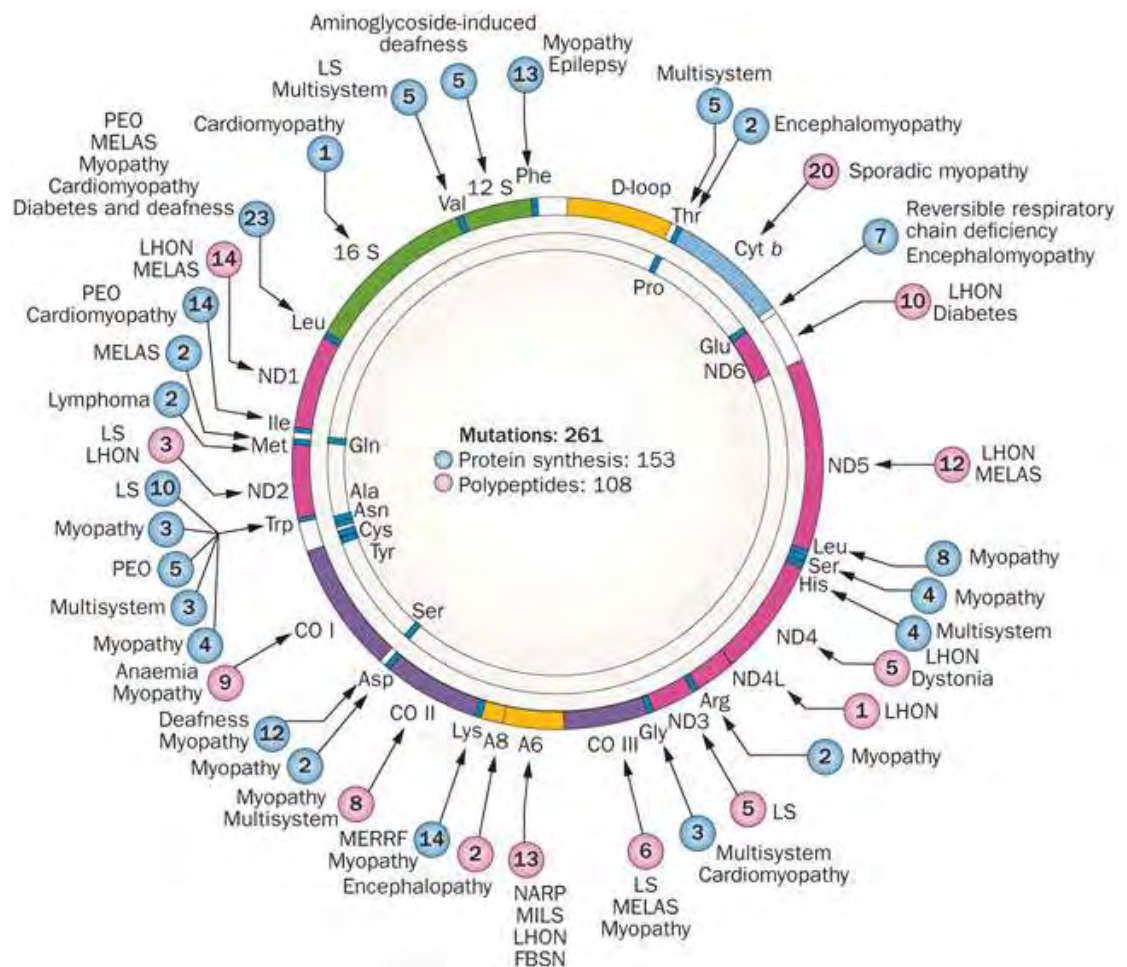 Aminoglycoside-induced
deafness
5
Myopathy
Epilepsy
13
LS
Multisystem
5
Multisystem
5
2
Encephalomyopathy
Cardiomyopathy
1
PEO
MELAS
Myopathy
Cardiomyopathy
Diabetes and deafness
23
20
Sporadic myopathy
Reversible respiratory
chain deficiency
Encephalomyopathy
7
LHON
MELAS
14
10
LHON
Diabetes
PEO
Cardiomyopathy
14
MELAS
2
Lymphoma
2
LS
LHON
3
LS
10
Myopathy
3
PEO
5
Multisystem
3
Myopathy
4
Anaemia
Myopathy
9
Deafness
Myopathy
12
Myopathy
2
Myopathy
Multisystem
8
MERRF
Myopathy
14
Encephalopathy
2
13
NARP
MILS
LHON
FBSN
6
LS
MELAS
Myopathy
3
Multisystem
Cardiomyopathy
5
LS
2
Myopathy
1
LHON
5
LHON
Dystonia
4
Multisystem
4
Myopathy
8
Myopathy
12
LHON
MELAS
Phe
12 S
Val
16 S
Leu
ND1
Ile
Met
ND2
Trp
CO I
Asp
CO II
Lys
A8
A6
CO III
Gly
ND3
Arg
ND4L
ND4
His
Ser
Leu
ND5
Cyt b
Thr
D-loop
Pro
Glu
ND6
Gln
Ala
Asn
Cys
Tyr
Ser
Mutations: 261
Protein synthesis: 153
Polypeptides: 108